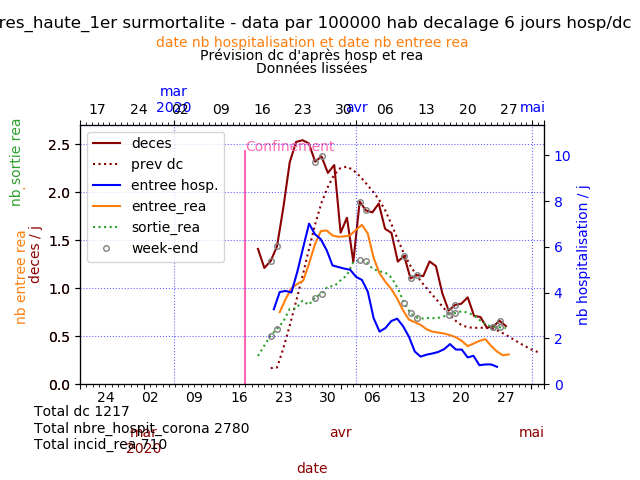 res_haute_1er surmortalite - data par 100000 hab decalage 6 jours hosp/dc
date nb hospitalisation et date nb entree rea
Prévision dc d'après hosp et rea
Données lissées
mar
2020
avr
mai
17 24 02 09 16 23 30 06 13 20 27
Confinement
deces
prev dc
entree hosp.
entree_rea
sortie_rea
week-end
2.5
2.0
1.5
1.0
0.5
0.0
10
8
6
4
2
0
nb sortie rea
nb entree rea
deces / j
nb hospitalisation / j
24 02 09 16 23 30 06 13 20 27
Total dc 1217
Total nbre_hospit_corona 2780
Total incid_rea 710
mar
2020
avr
mai
date